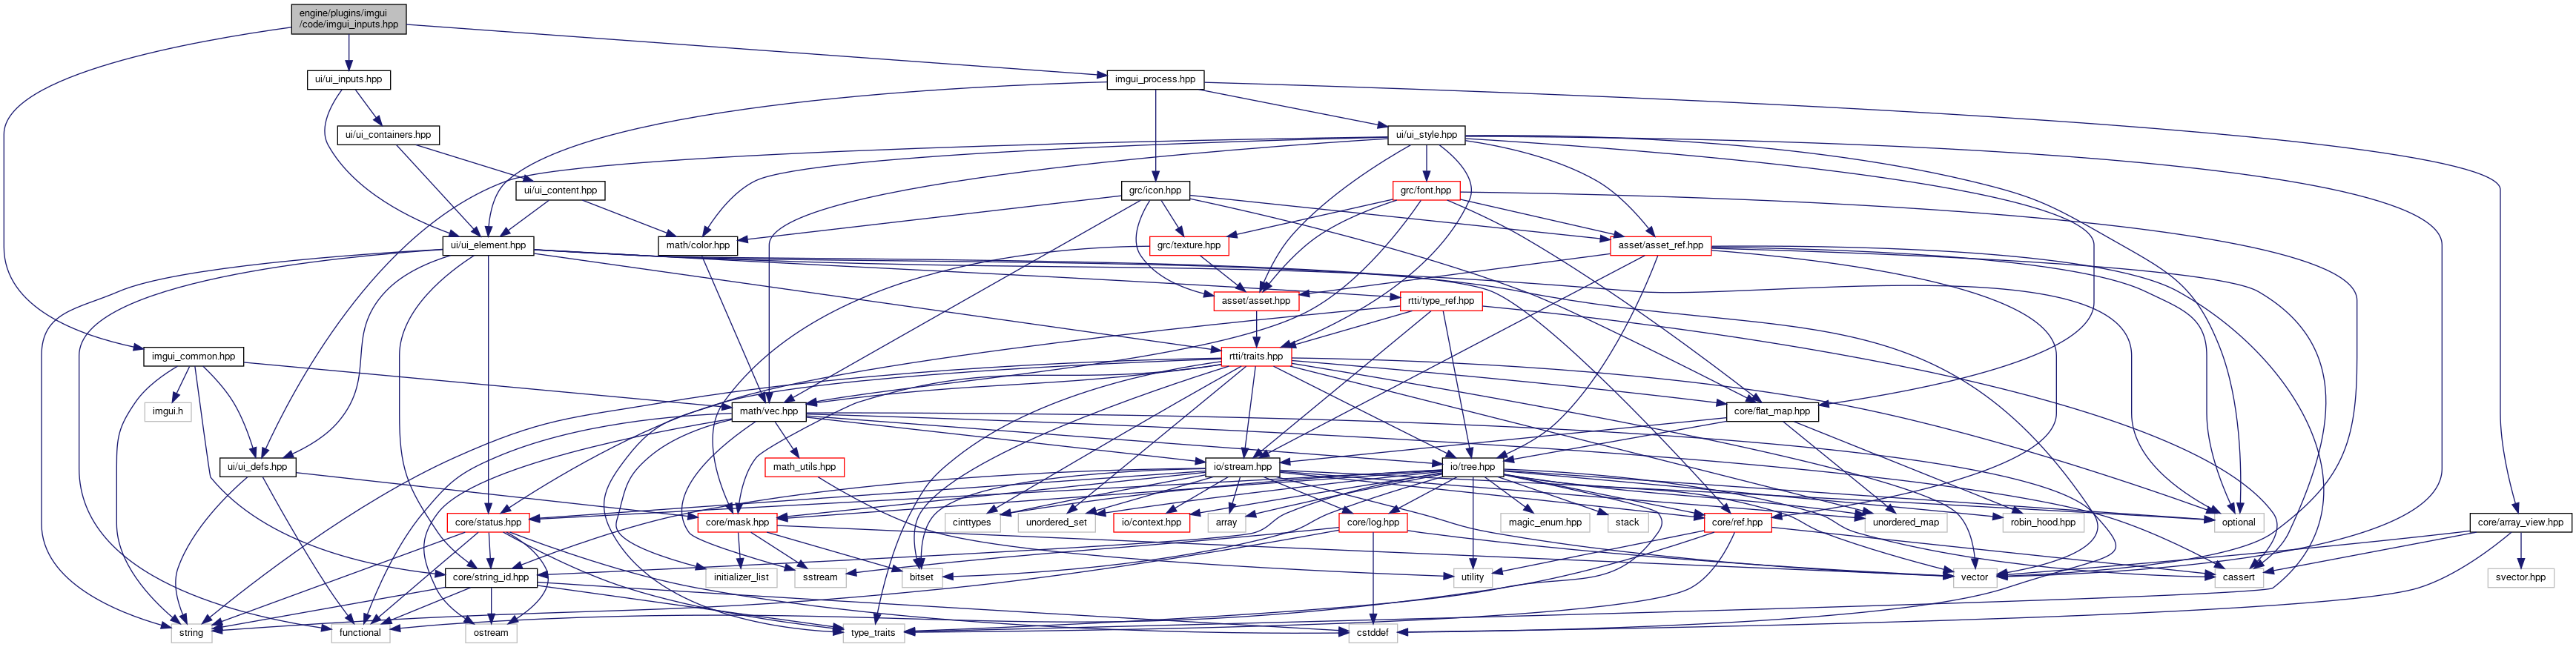 engine/plugins/imgui
/code/imgui_inputs.hpp
ui/ui_inputs.hpp
imgui_process.hpp
ui/ui_containers.hpp
ui/ui_style.hpp
ui/ui_content.hpp
grc/icon.hpp
grc/font.hpp
ui/ui_element.hpp
math/color.hpp
grc/texture.hpp
asset/asset_ref.hpp
asset/asset.hpp
rtti/type_ref.hpp
imgui_common.hpp
rtti/traits.hpp
imgui.h
math/vec.hpp
core/flat_map.hpp
ui/ui_defs.hpp
math_utils.hpp
io/stream.hpp
io/tree.hpp
core/status.hpp
core/mask.hpp
cinttypes
unordered_set
io/context.hpp
array
core/log.hpp
magic_enum.hpp
stack
core/ref.hpp
unordered_map
robin_hood.hpp
optional
core/array_view.hpp
core/string_id.hpp
initializer_list
sstream
bitset
utility
vector
cassert
svector.hpp
string
functional
ostream
type_traits
cstddef